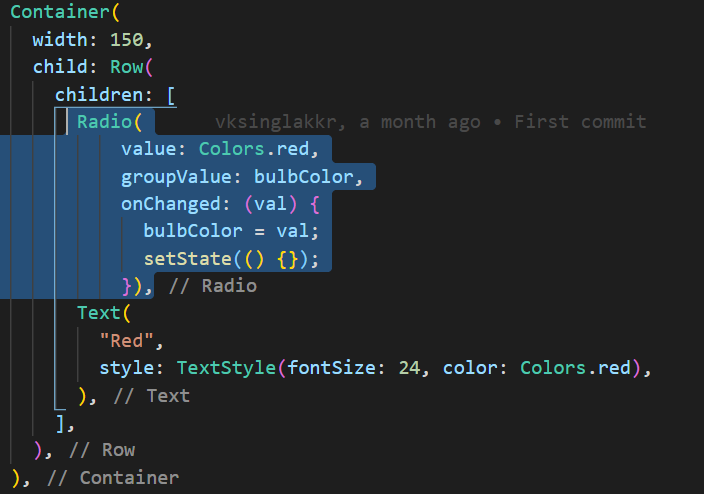 Container(
width: 150,
child: Row(
children: [
Radio( vksinglakkr, a month ago • First commit
value: Colors.red,
groupValue: bulbColor,
onChanged: (val) {
bulbColor = val;
setState(() {});
}), // Radio
Text(
"Red",
style: TextStyle(fontSize: 24, color: Colors.red),
), // Text
],
), // Row
), // Container